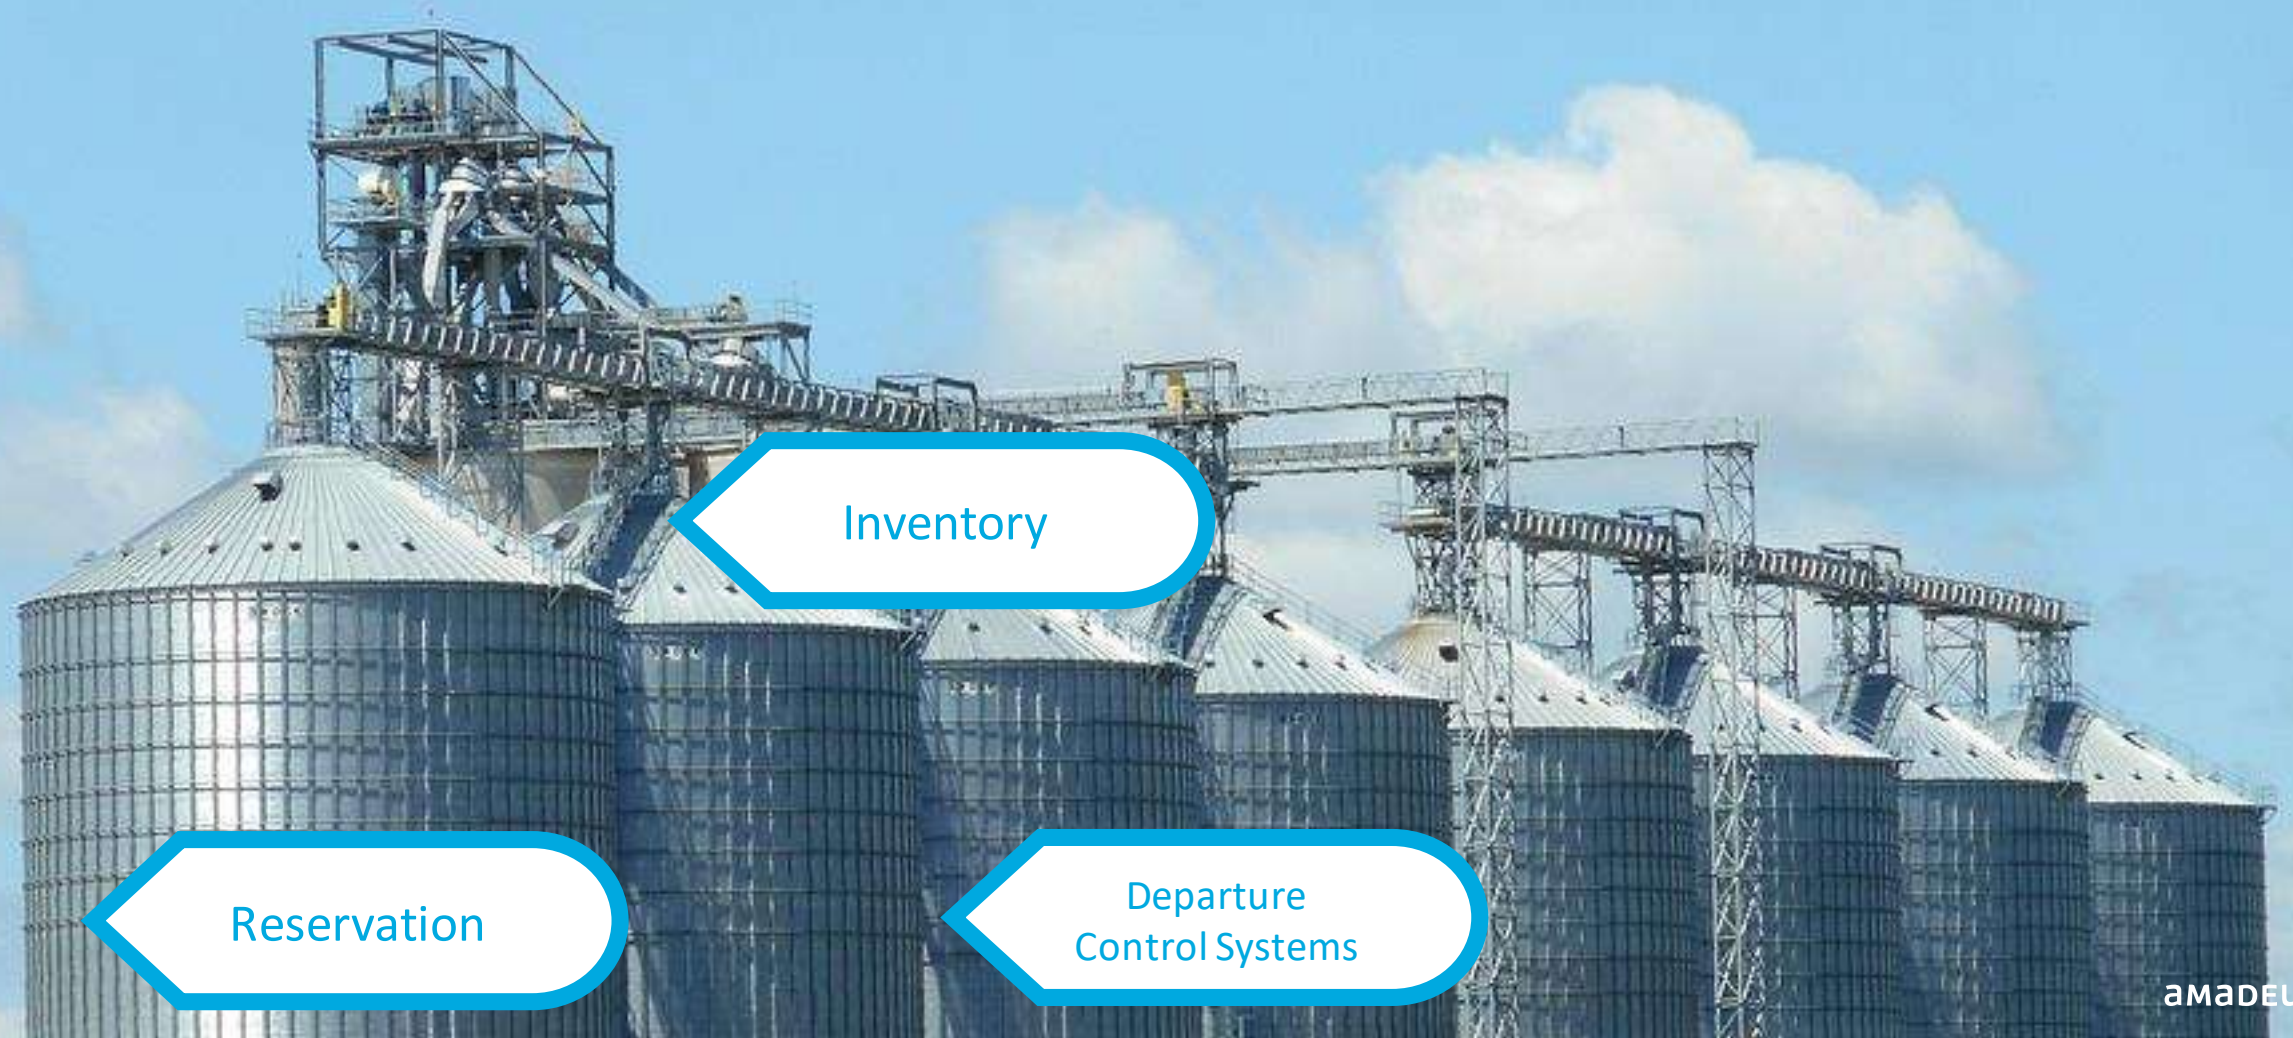 Inventory
Reservation
Departure
Control Systems
aMaDEU